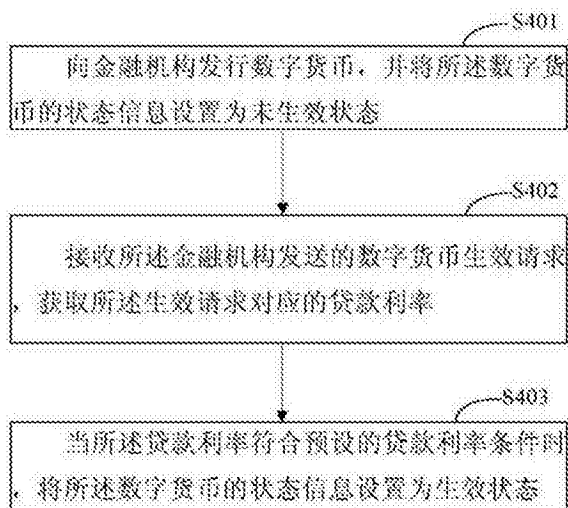 S401
向金融机构发行数字货币，并将所述数字货
币的状态信息设置为未生效状态
S402
接收所述金融机构发送的数字货币生效请求
，获取所述生效请求对应的贷款利率
S403
当所述贷款利率符合预设的贷款利率条件时
，将所述数字货币的状态信息设置为生效状态